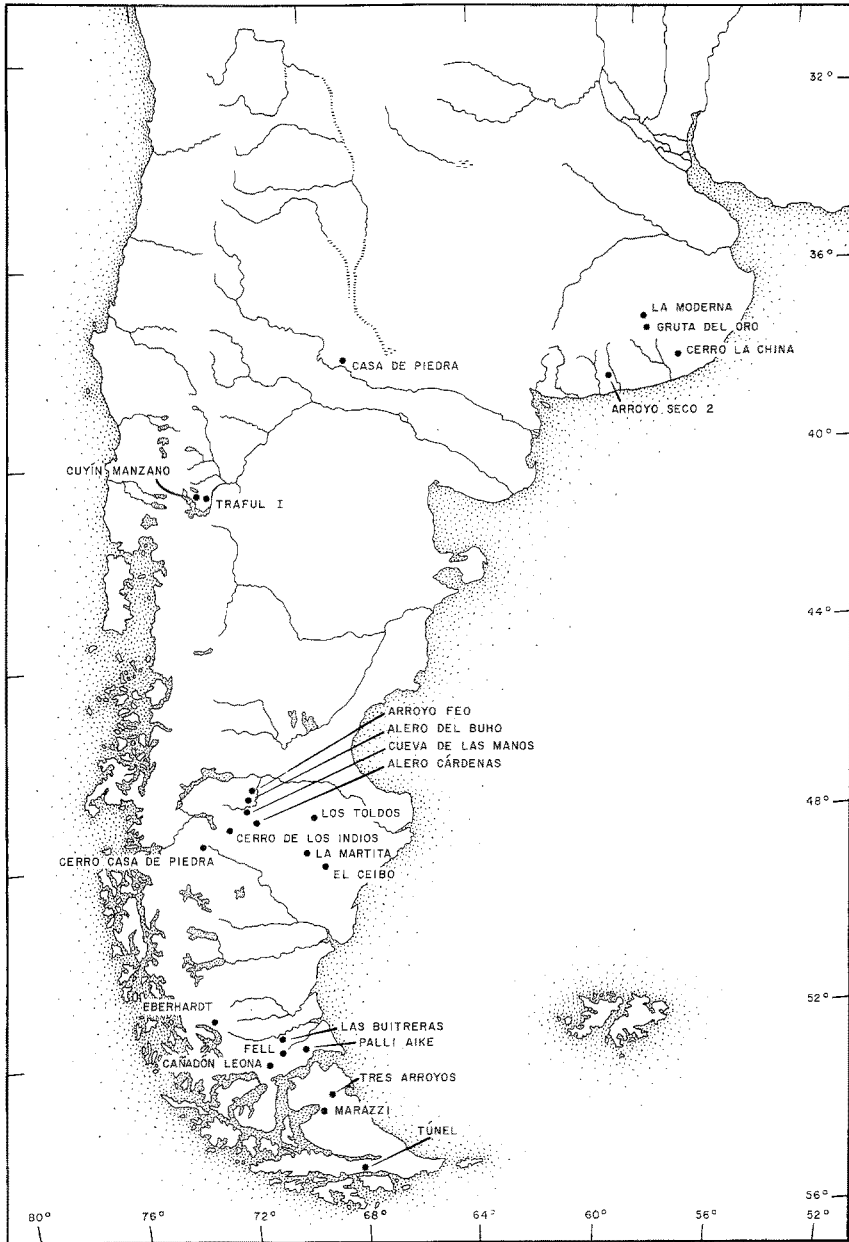 32°
36°
LA MODERNA
GRUTA DEL ORO
CERRO LA CHINA
CASA DE PIEDRA
ARROYO SECO 2
40°
CUYÍN MANZANO
TRAFUL I
44°
ARROYO FEO
ALERO DEL BUHO
CUEVA DE LAS MANOS
ALERO CÁRDENAS
48°
LOS TOLDOS
CERRO DE LOS INDIOS
CERRO CASA DE PIEDRA
LA MARTITA
EL CEIBO
52°
EBERHARDT
LAS BUITRERAS
FELL
PALLI AIKE
CAÑADÓN LEONA
TRES ARROYOS
MARAZZI
TÚNEL
56°
80°
76°
72°
68°
64°
60°
56°
52°